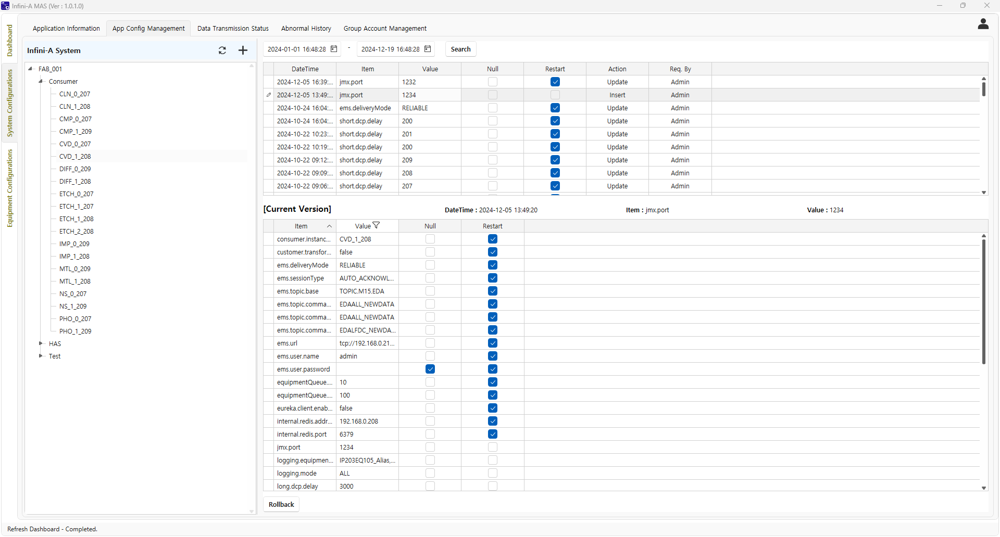 Infini-A MAS (Ver : 1.0.1.0)
Dashboard
System Configurations
Equipment Configurations
Application Information
App Config Management
Data Transmission Status
Abnormal History
Group Account Management
Infini-A System
FAB_001
Consumer
CLN_0_207
CLN_1_208
CMP_0_207
CMP_1_209
CVD_0_207
CVD_1_208
DIFF_0_209
DIFF_1_208
ETCH_0_207
ETCH_1_207
ETCH_1_208
ETCH_2_208
IMP_0_209
IMP_1_208
MTL_0_209
MTL_1_208
NS_0_207
NS_1_209
PHO_0_207
PHO_1_209
HAS
Test
2024-01-01 16:48:28 - 2024-12-19 16:48:28 Search
DateTime Item Value Null Restart Action Req. By
2024-12-05 16:39:... jmx.port 1232 Update Admin
2024-12-05 13:49:... jmx.port 1234 Insert Admin
2024-10-24 16:04:... ems.deliveryMode RELIABLE Update Admin
2024-10-24 16:04:... short.dcp.delay 200 Update Admin
2024-10-22 10:23:... short.dcp.delay 201 Update Admin
2024-10-22 10:19:... short.dcp.delay 200 Update Admin
2024-10-22 09:12:... short.dcp.delay 209 Update Admin
2024-10-22 09:09:... short.dcp.delay 208 Update Admin
2024-10-22 09:06:... short.dcp.delay 207 Update Admin
[Current Version] DateTime : 2024-12-05 13:49:20 Item : jmx.port Value : 1234
Item Value Null Restart
consumer.instanc... CVD_1_208
customer.transfor... false
ems.deliveryMode RELIABLE
ems.sessionType AUTO_ACKNOWL...
ems.topic.base TOPIC.M15.EDA
ems.topic.comma... EDAALL_NEWDATA
ems.topic.comma... EDAALL_NEWDATA
ems.topic.comma... EDALFDC_NEWDA...
ems.url tcp://192.168.0.21...
ems.user.name admin
ems.user.password
equipmentQueue.... 10
equipmentQueue.... 100
eureka.client.enab... false
internal.redis.addr... 192.168.0.208
internal.redis.port 6379
jmx.port 1234
logging.equipmen... IP203EQ105_Alias,...
logging.mode ALL
long.dcp.delay 3000
Rollback
Refresh Dashboard - Completed.